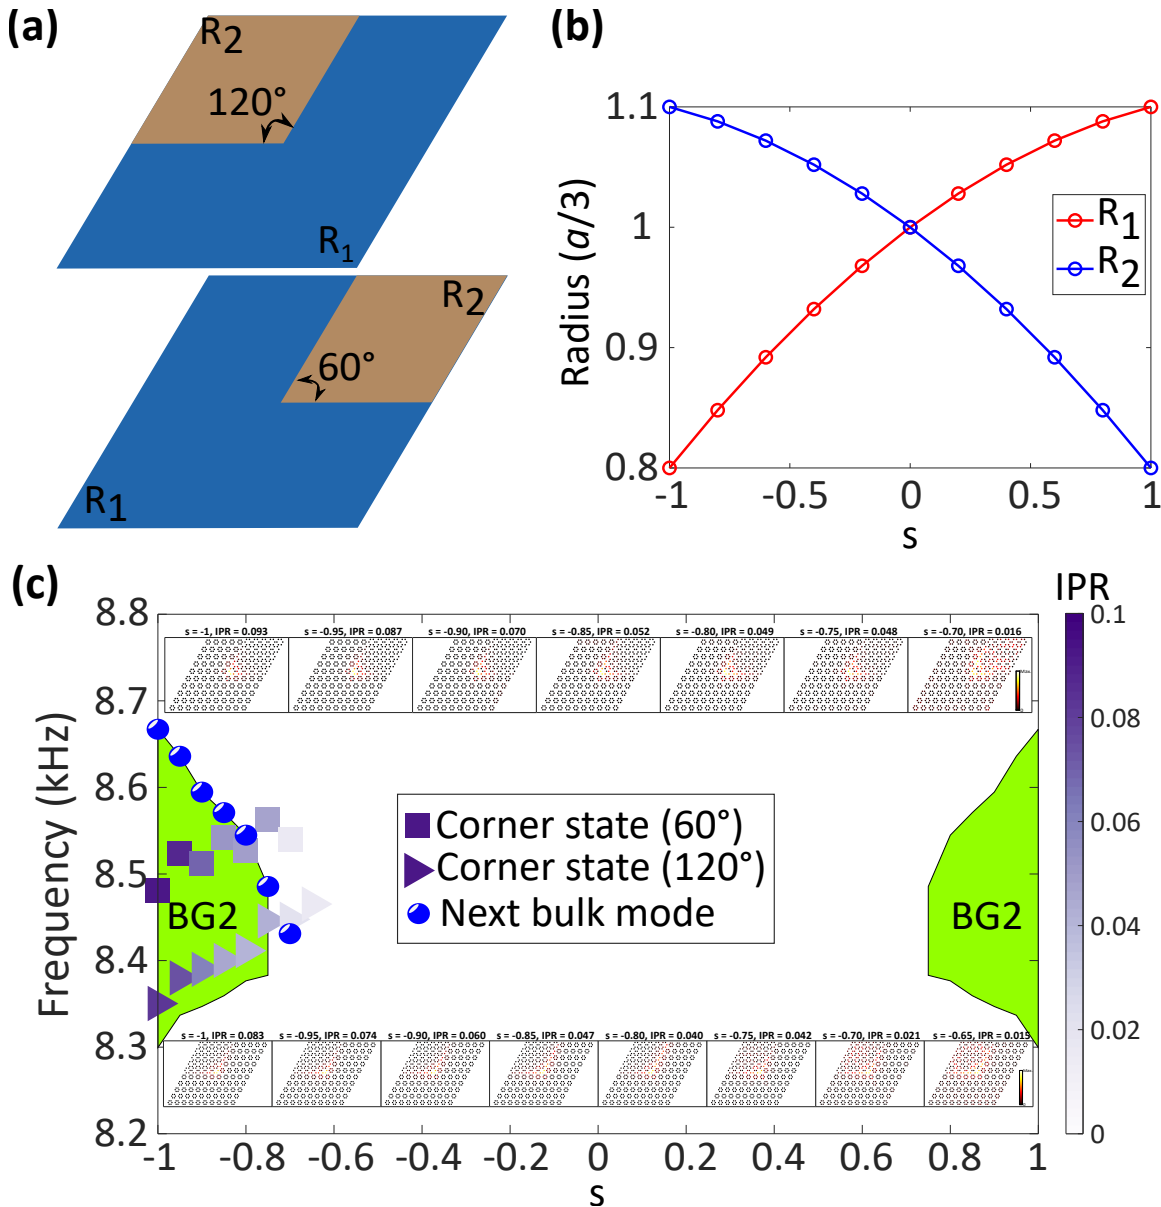 (a)
R2
120°
R1
R2
60°
R1
(b)
Radius (a/3)
1.1
1
0.9
0.8
-1
-0.5
0
0.5
1
s
R1
R2
(c)
IPR
Frequency (kHz)
8.8
8.7
8.6
8.5
8.4
8.3
8.2
s = -1, IPR = 0.093
s = -0.95, IPR = 0.087
s = -0.90, IPR = 0.070
s = -0.85, IPR = 0.052
s = -0.80, IPR = 0.049
s = -0.75, IPR = 0.048
s = -0.70, IPR = 0.016
Corner state (60°)
Corner state (120°)
Next bulk mode
BG2
BG2
s = -1, IPR = 0.083
s = -0.95, IPR = 0.074
s = -0.90, IPR = 0.060
s = -0.85, IPR = 0.047
s = -0.80, IPR = 0.040
s = -0.75, IPR = 0.042
s = -0.70, IPR = 0.021
s = -0.65, IPR = 0.015
-1
-0.8
-0.6
-0.4
-0.2
0
0.2
0.4
0.6
0.8
1
s
0.1
0.08
0.06
0.04
0.02
0